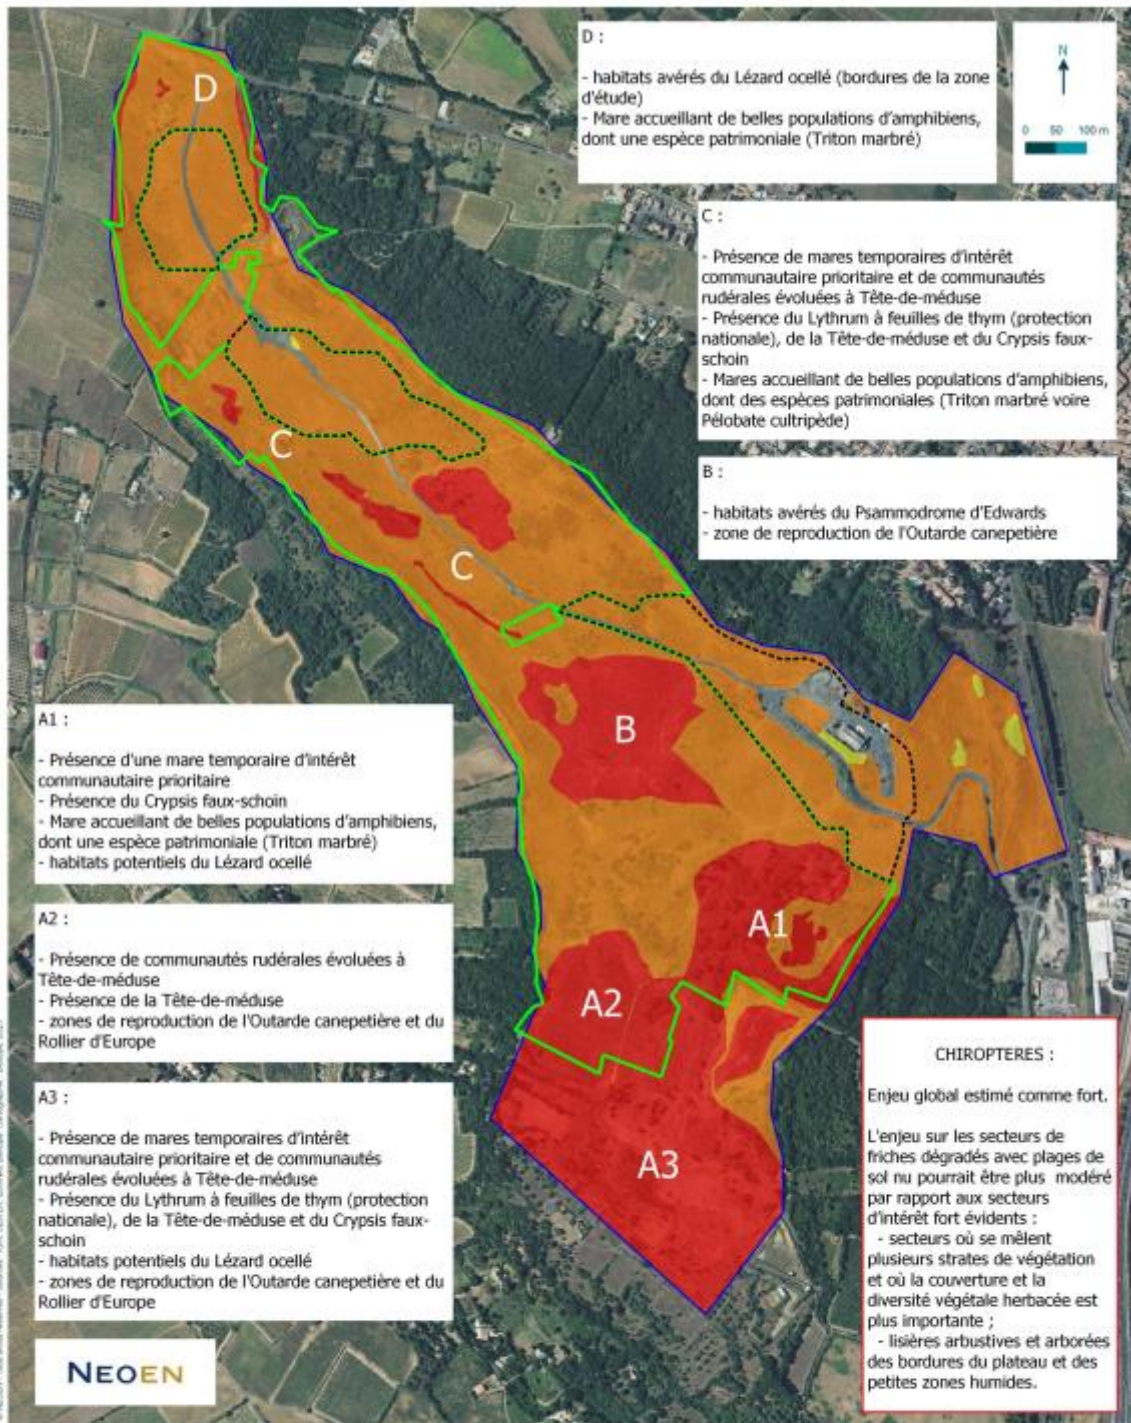 D :
- habitats avérés du Lézard ocellé (bordures de la zone
d'étude)
- Mare accueillant de belles populations d'amphibiens,
dont une espèce patrimoniale (Triton marbré)
N
0 50 100 m
C :
- Présence de mares temporaires d'intérêt
communautaire prioritaire et de communautés
rudérales évoluées à Tête-de-méduse
- Présence du Lythrum à feuilles de thym (protection
nationale), de la Tête-de-méduse et du Crypsis faux-
schoin
- Mares accueillant de belles populations d'amphibiens,
dont des espèces patrimoniales (Triton marbré voire
Pélobate cultripède)
B :
- habitats avérés du Psammodrome d'Edwards
- zone de reproduction de l'Outarde canepetière
D
C
C
B
A1
A2
A3
A1 :
- Présence d'une mare temporaire d'intérêt
communautaire prioritaire
- Présence du Crypsis faux-schoin
- Mare accueillant de belles populations d'amphibiens,
dont une espèce patrimoniale (Triton marbré)
- habitats potentiels du Lézard ocellé
A2 :
- Présence de communautés rudérales évoluées à
Tête-de-méduse
- Présence de la Tête-de-méduse
- zones de reproduction de l'Outarde canepetière et du
Rollier d'Europe
A3 :
- Présence de mares temporaires d'intérêt
communautaire prioritaire et de communautés
rudérales évoluées à Tête-de-méduse
- Présence du Lythrum à feuilles de thym (protection
nationale), de la Tête-de-méduse et du Crypsis faux-
schoin
- habitats potentiels du Lézard ocellé
- zones de reproduction de l'Outarde canepetière et du
Rollier d'Europe
CHIROPTERES :
Enjeu global estimé comme fort.
L'enjeu sur les secteurs de
friches dégradés avec plages de
sol nu pourrait être plus modéré
par rapport aux secteurs
d'intérêt fort évidents :
- secteurs où se mêlent
plusieurs strates de végétation
et où la couverture et la
diversité végétale herbacée est
plus importante ;
- lisières arbustives et arborées
des bordures du plateau et des
petites zones humides.
NEOEN